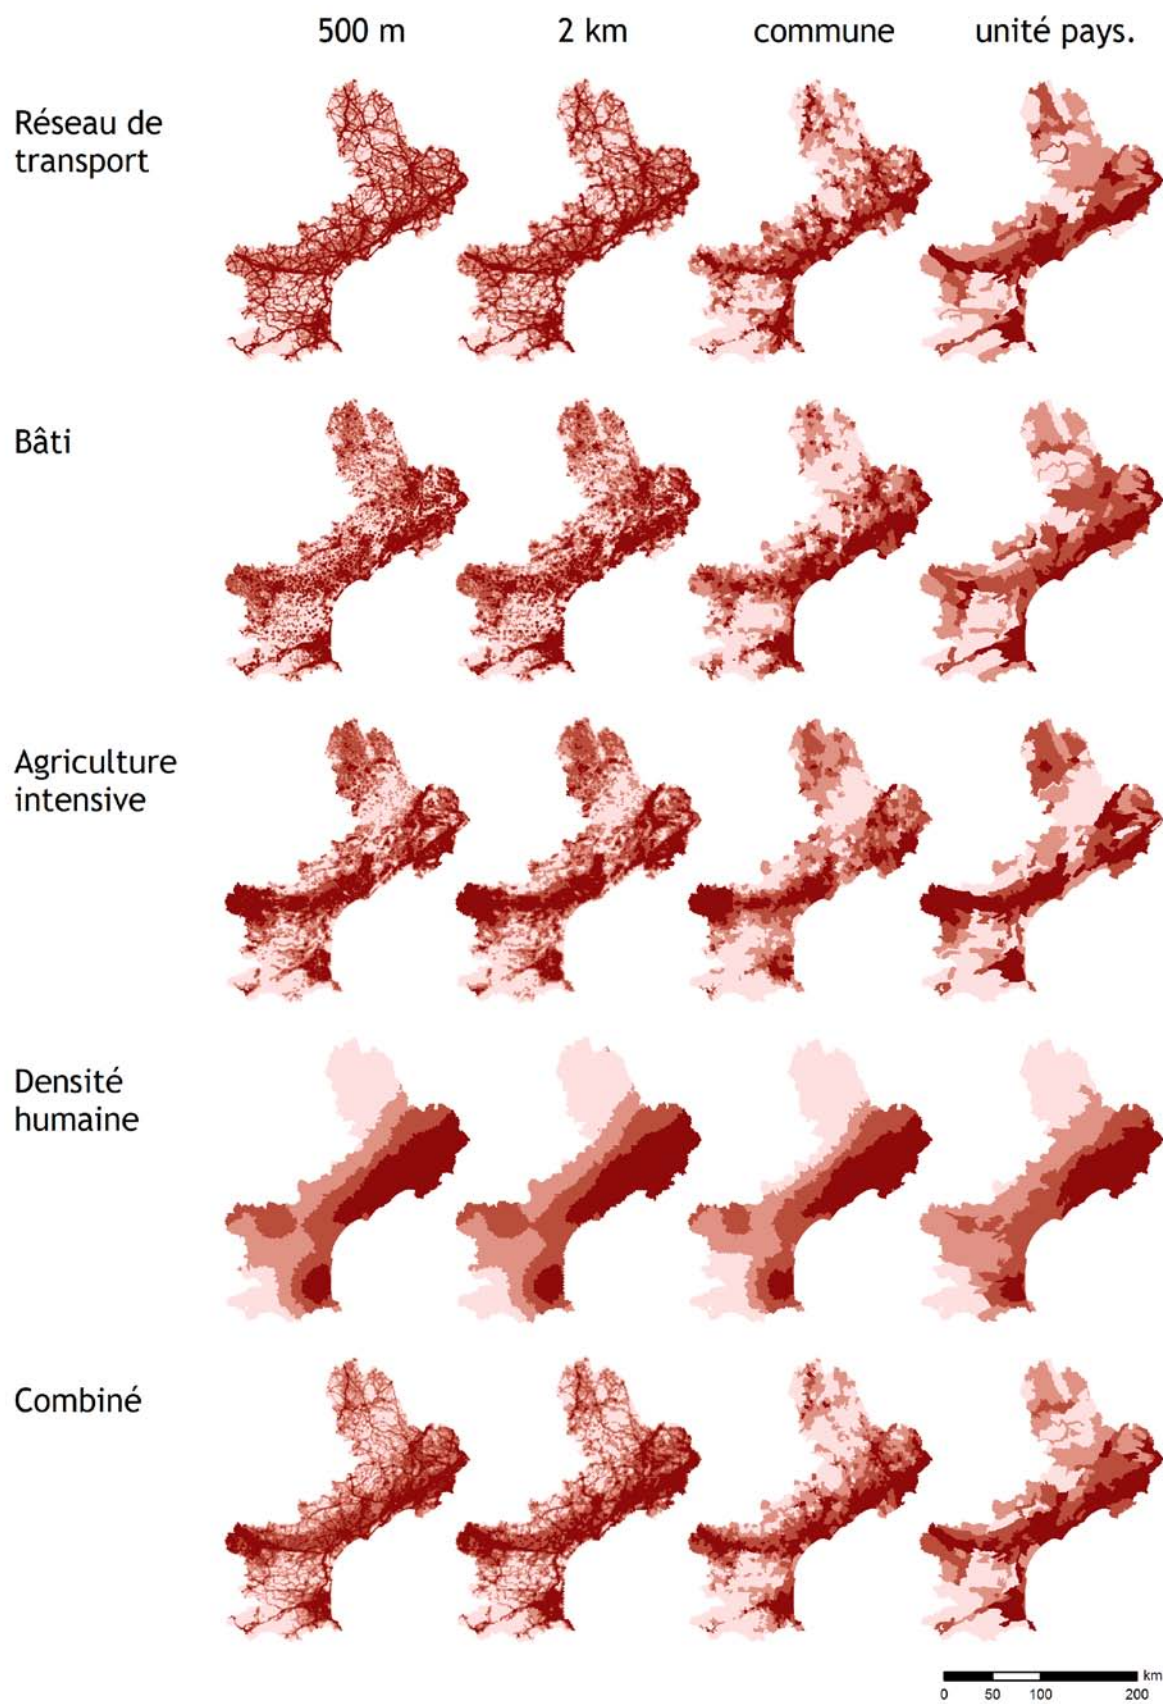 500 m 2 km commune unité pays.
Réseau de
transport
Bâti
Agriculture
intensive
Densité
humaine
Combiné
km
0 50 100 200